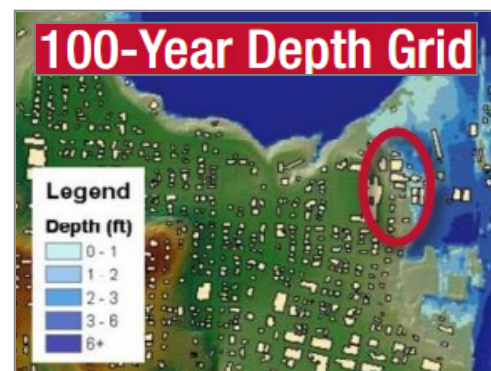 100-Year Depth Grid
Legend
Depth (ft)
0 - 1
1 - 2
2 - 3
3 - 6
6+